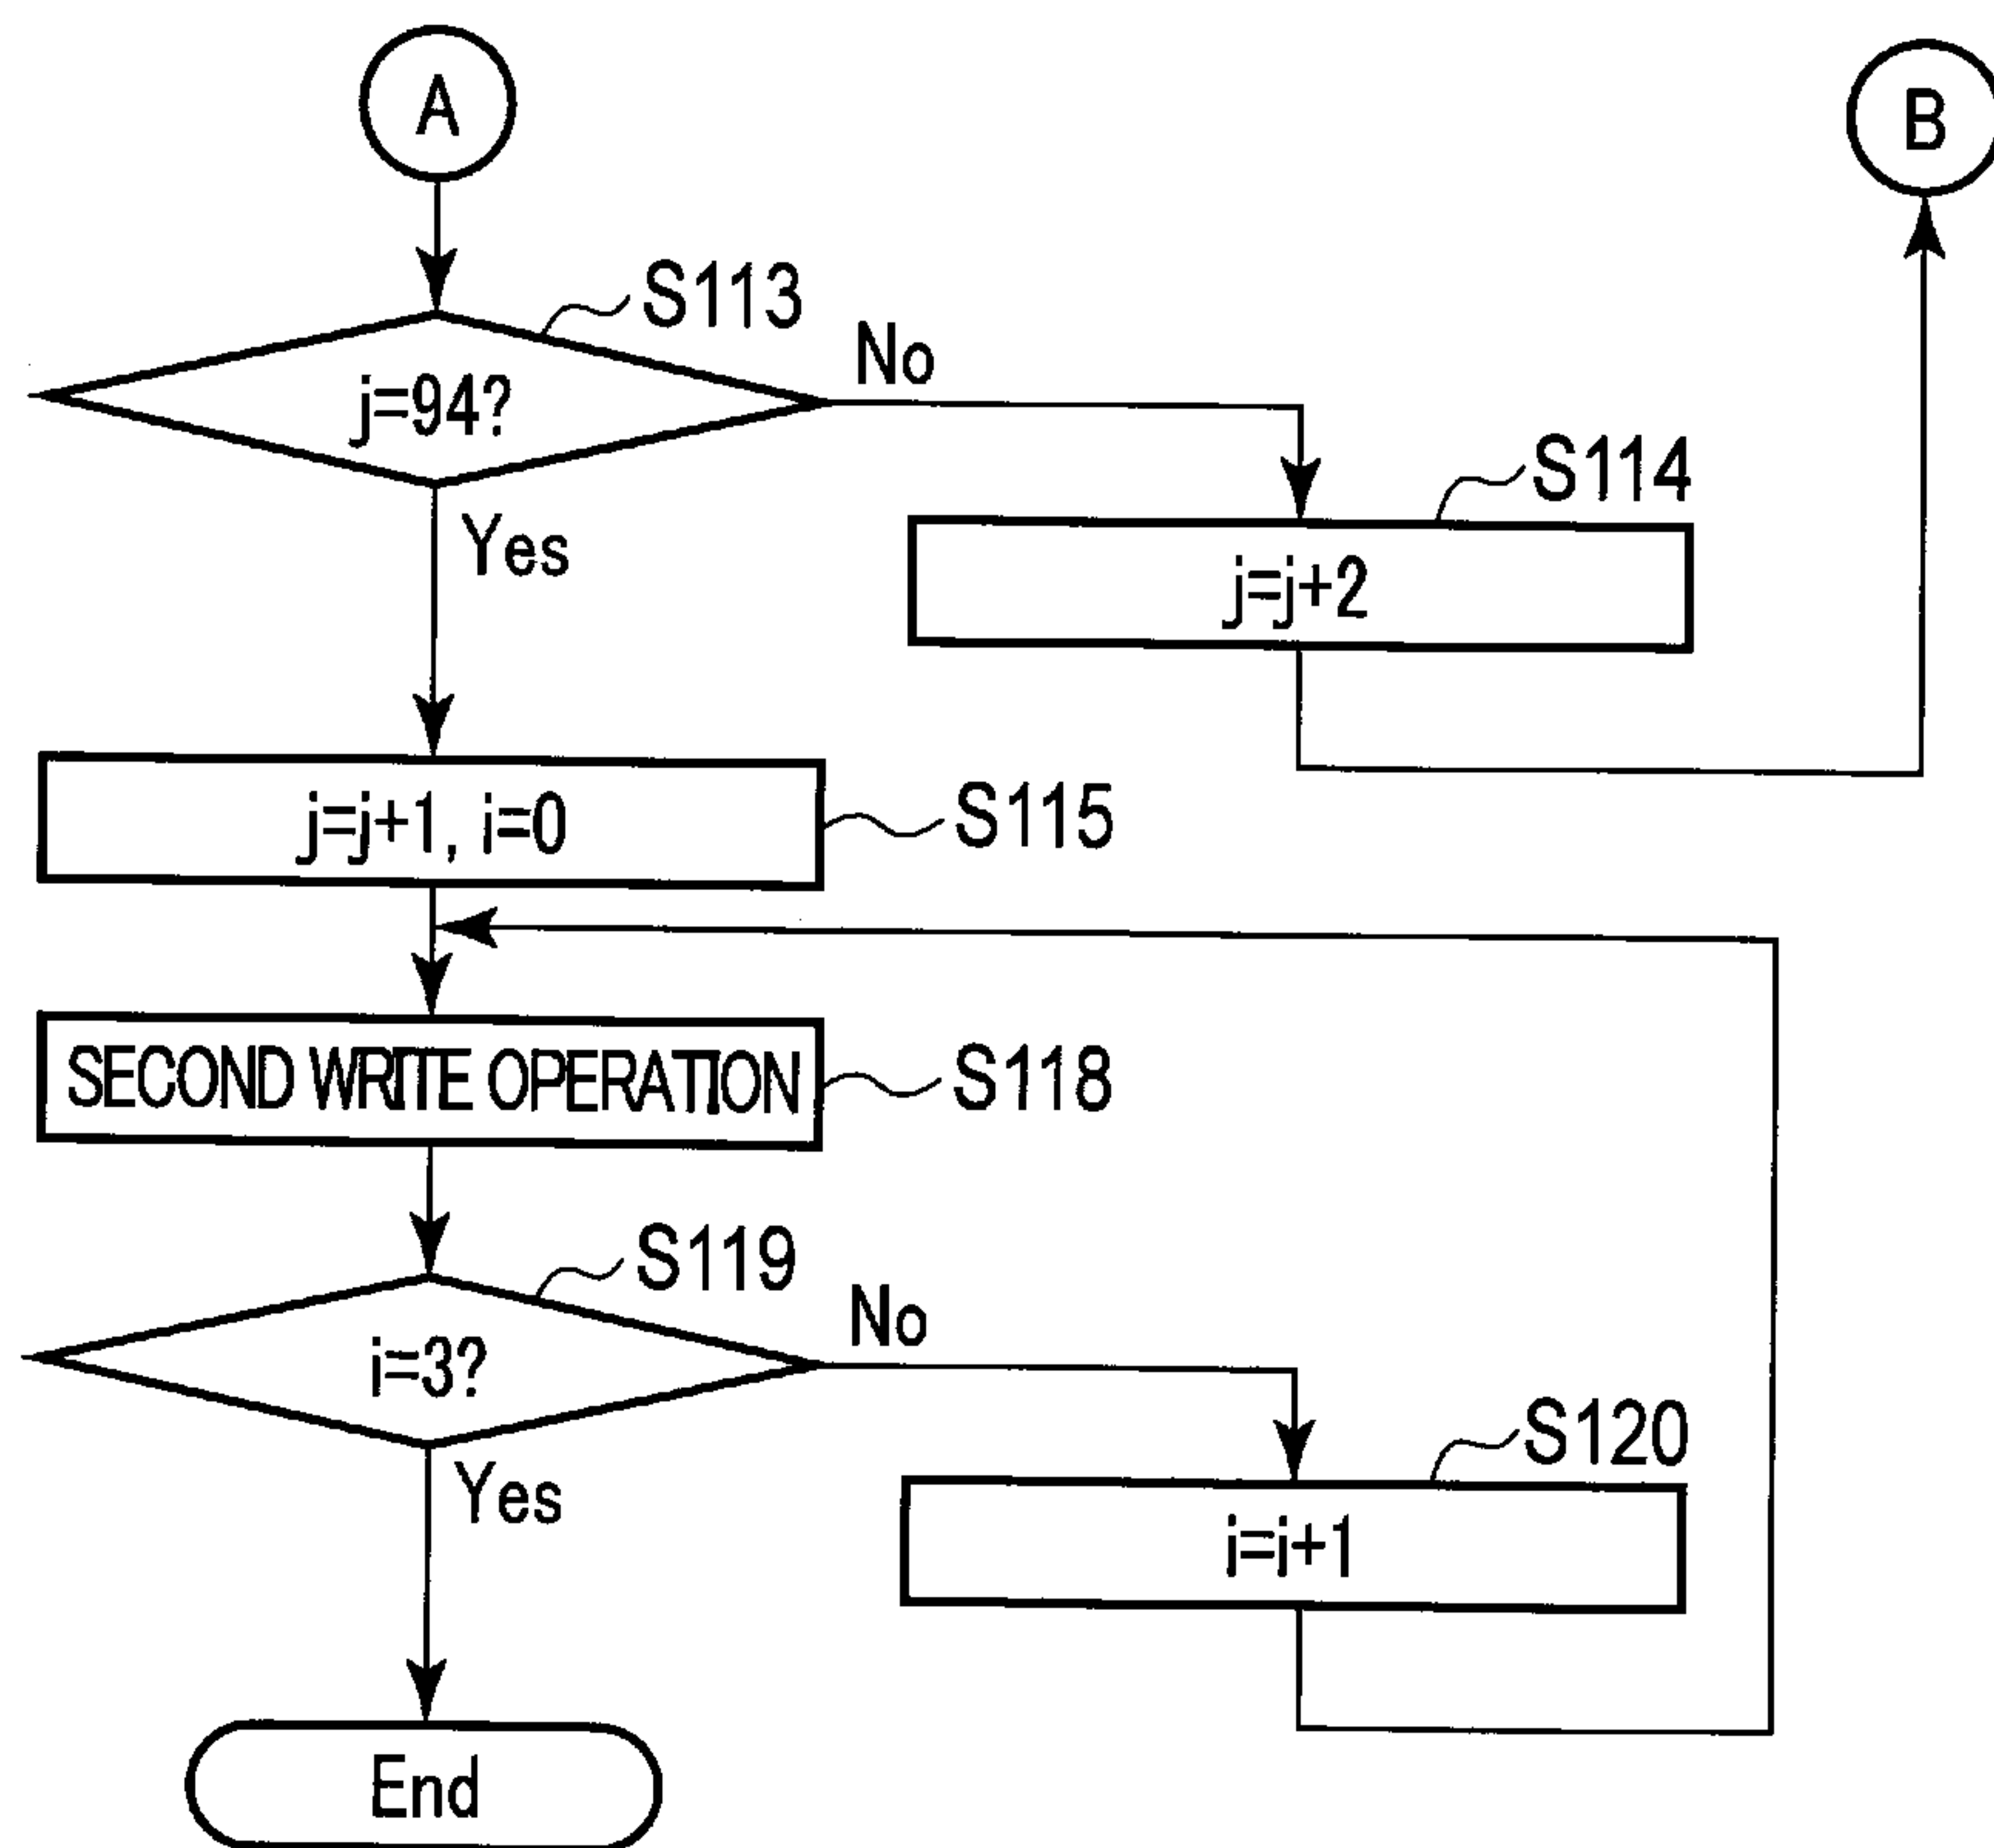 A
B
S113
j=94?
No
S114
Yes
j=j+2
j=j+1, i=0
S115
SECOND WRITE OPERATION
S118
S119
i=3?
No
S120
Yes
i=i+1
End